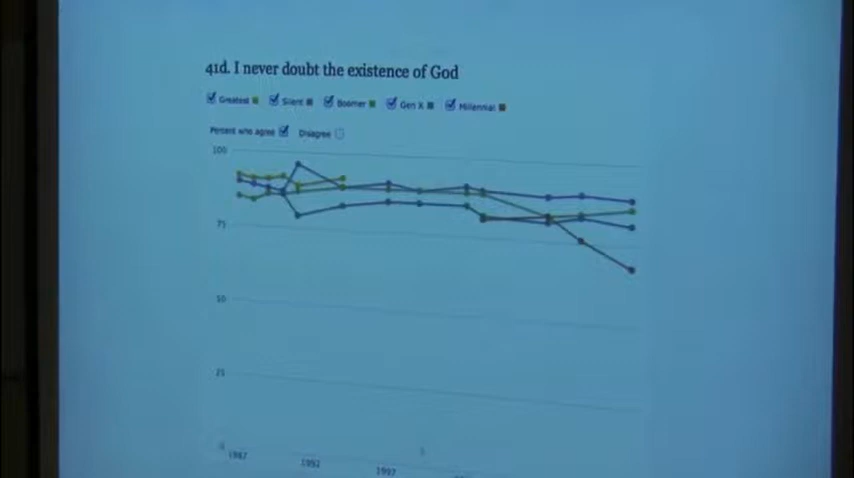 41d. I never doubt the existence of God
Greatest Silent Boomer Gen X Millennial
Percent who agree Disagree
100
75
50
25
0
1987 1992 1997